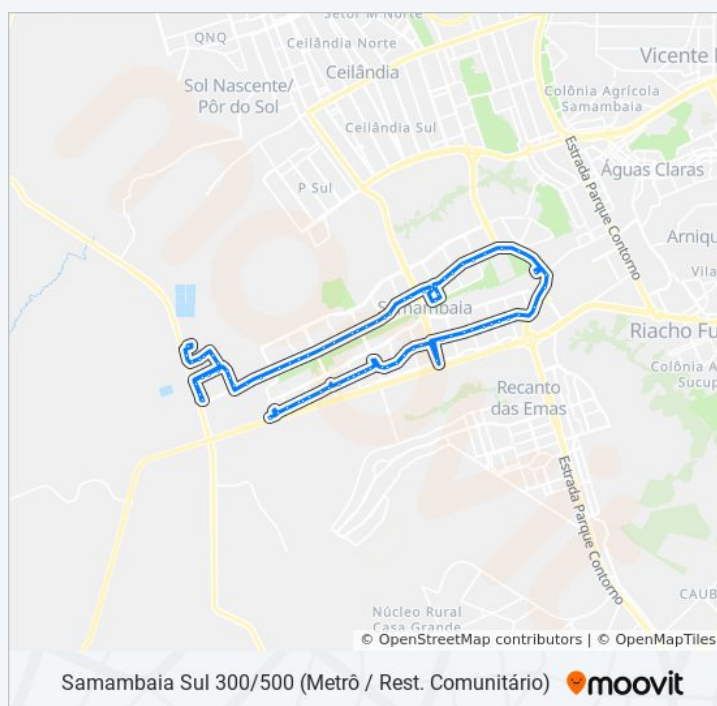 Setor M Norte
QNQ
Ceilândia Norte
Vicente
Sol Nascente/
Pôr do Sol
Ceilândia
Colônia Agrícola
Samambaia
Ceilândia Sul
Estrada Parque Contorno
Águas Claras
P Sul
Arniqu
Vila
Samambaia
Riacho Fu
Colônia A
Sucup
Recanto
das Emas
Estrada Parque Contorno
CAUB
Núcleo Rural
Casa Grande
moovit
© OpenStreetMap contributors | © OpenMapTiles
Samambaia Sul 300/500 (Metrô / Rest. Comunitário)
moovit